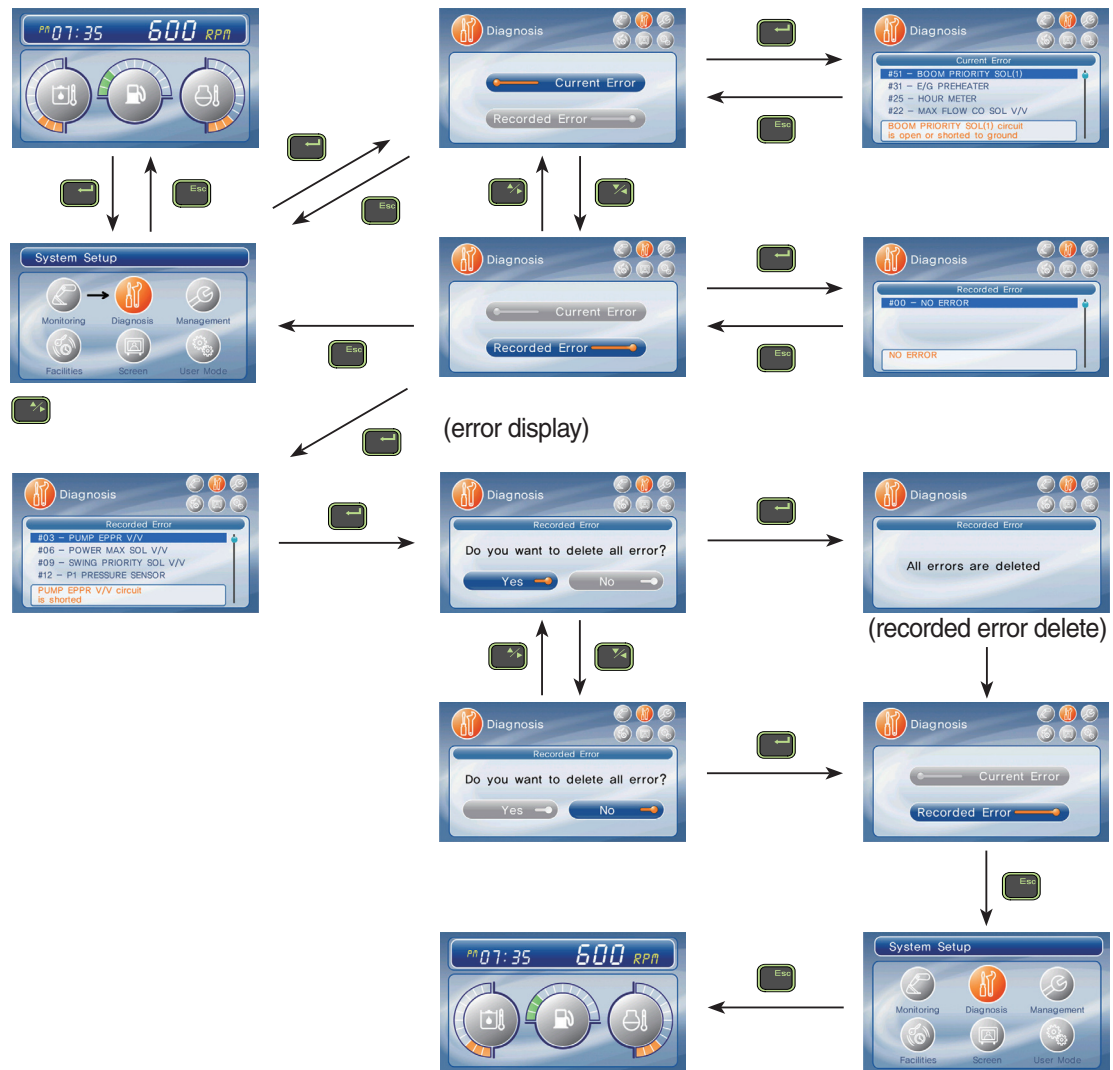 PM 07:35 600 RPM
Diagnosis
Current Error
Recorded Error
Diagnosis
Current Error
#51 – BOOM PRIORITY SOL(1)
#31 – E/G PREHEATER
#25 – HOUR METER
#22 – MAX FLOW CO SOL V/V
BOOM PRIORITY SOL(1) circuit
is open or shorted to ground
Esc
Esc
Esc
System Setup
Monitoring Diagnosis Management
Facilities Screen User Mode
Diagnosis
Current Error
Recorded Error
Diagnosis
Recorded Error
#00 – NO ERROR
NO ERROR
Esc
Esc
(error display)
Diagnosis
Recorded Error
#03 – PUMP EPPR V/V
#06 – POWER MAX SOL V/V
#09 – SWING PRIORITY SOL V/V
#12 – P1 PRESSURE SENSOR
PUMP EPPR V/V circuit
is shorted
Diagnosis
Recorded Error
Do you want to delete all error?
Yes No
Diagnosis
Recorded Error
All errors are deleted
(recorded error delete)
Diagnosis
Recorded Error
Do you want to delete all error?
Yes No
Diagnosis
Current Error
Recorded Error
Esc
PM 07:35 600 RPM
Esc
System Setup
Monitoring Diagnosis Management
Facilities Screen User Mode